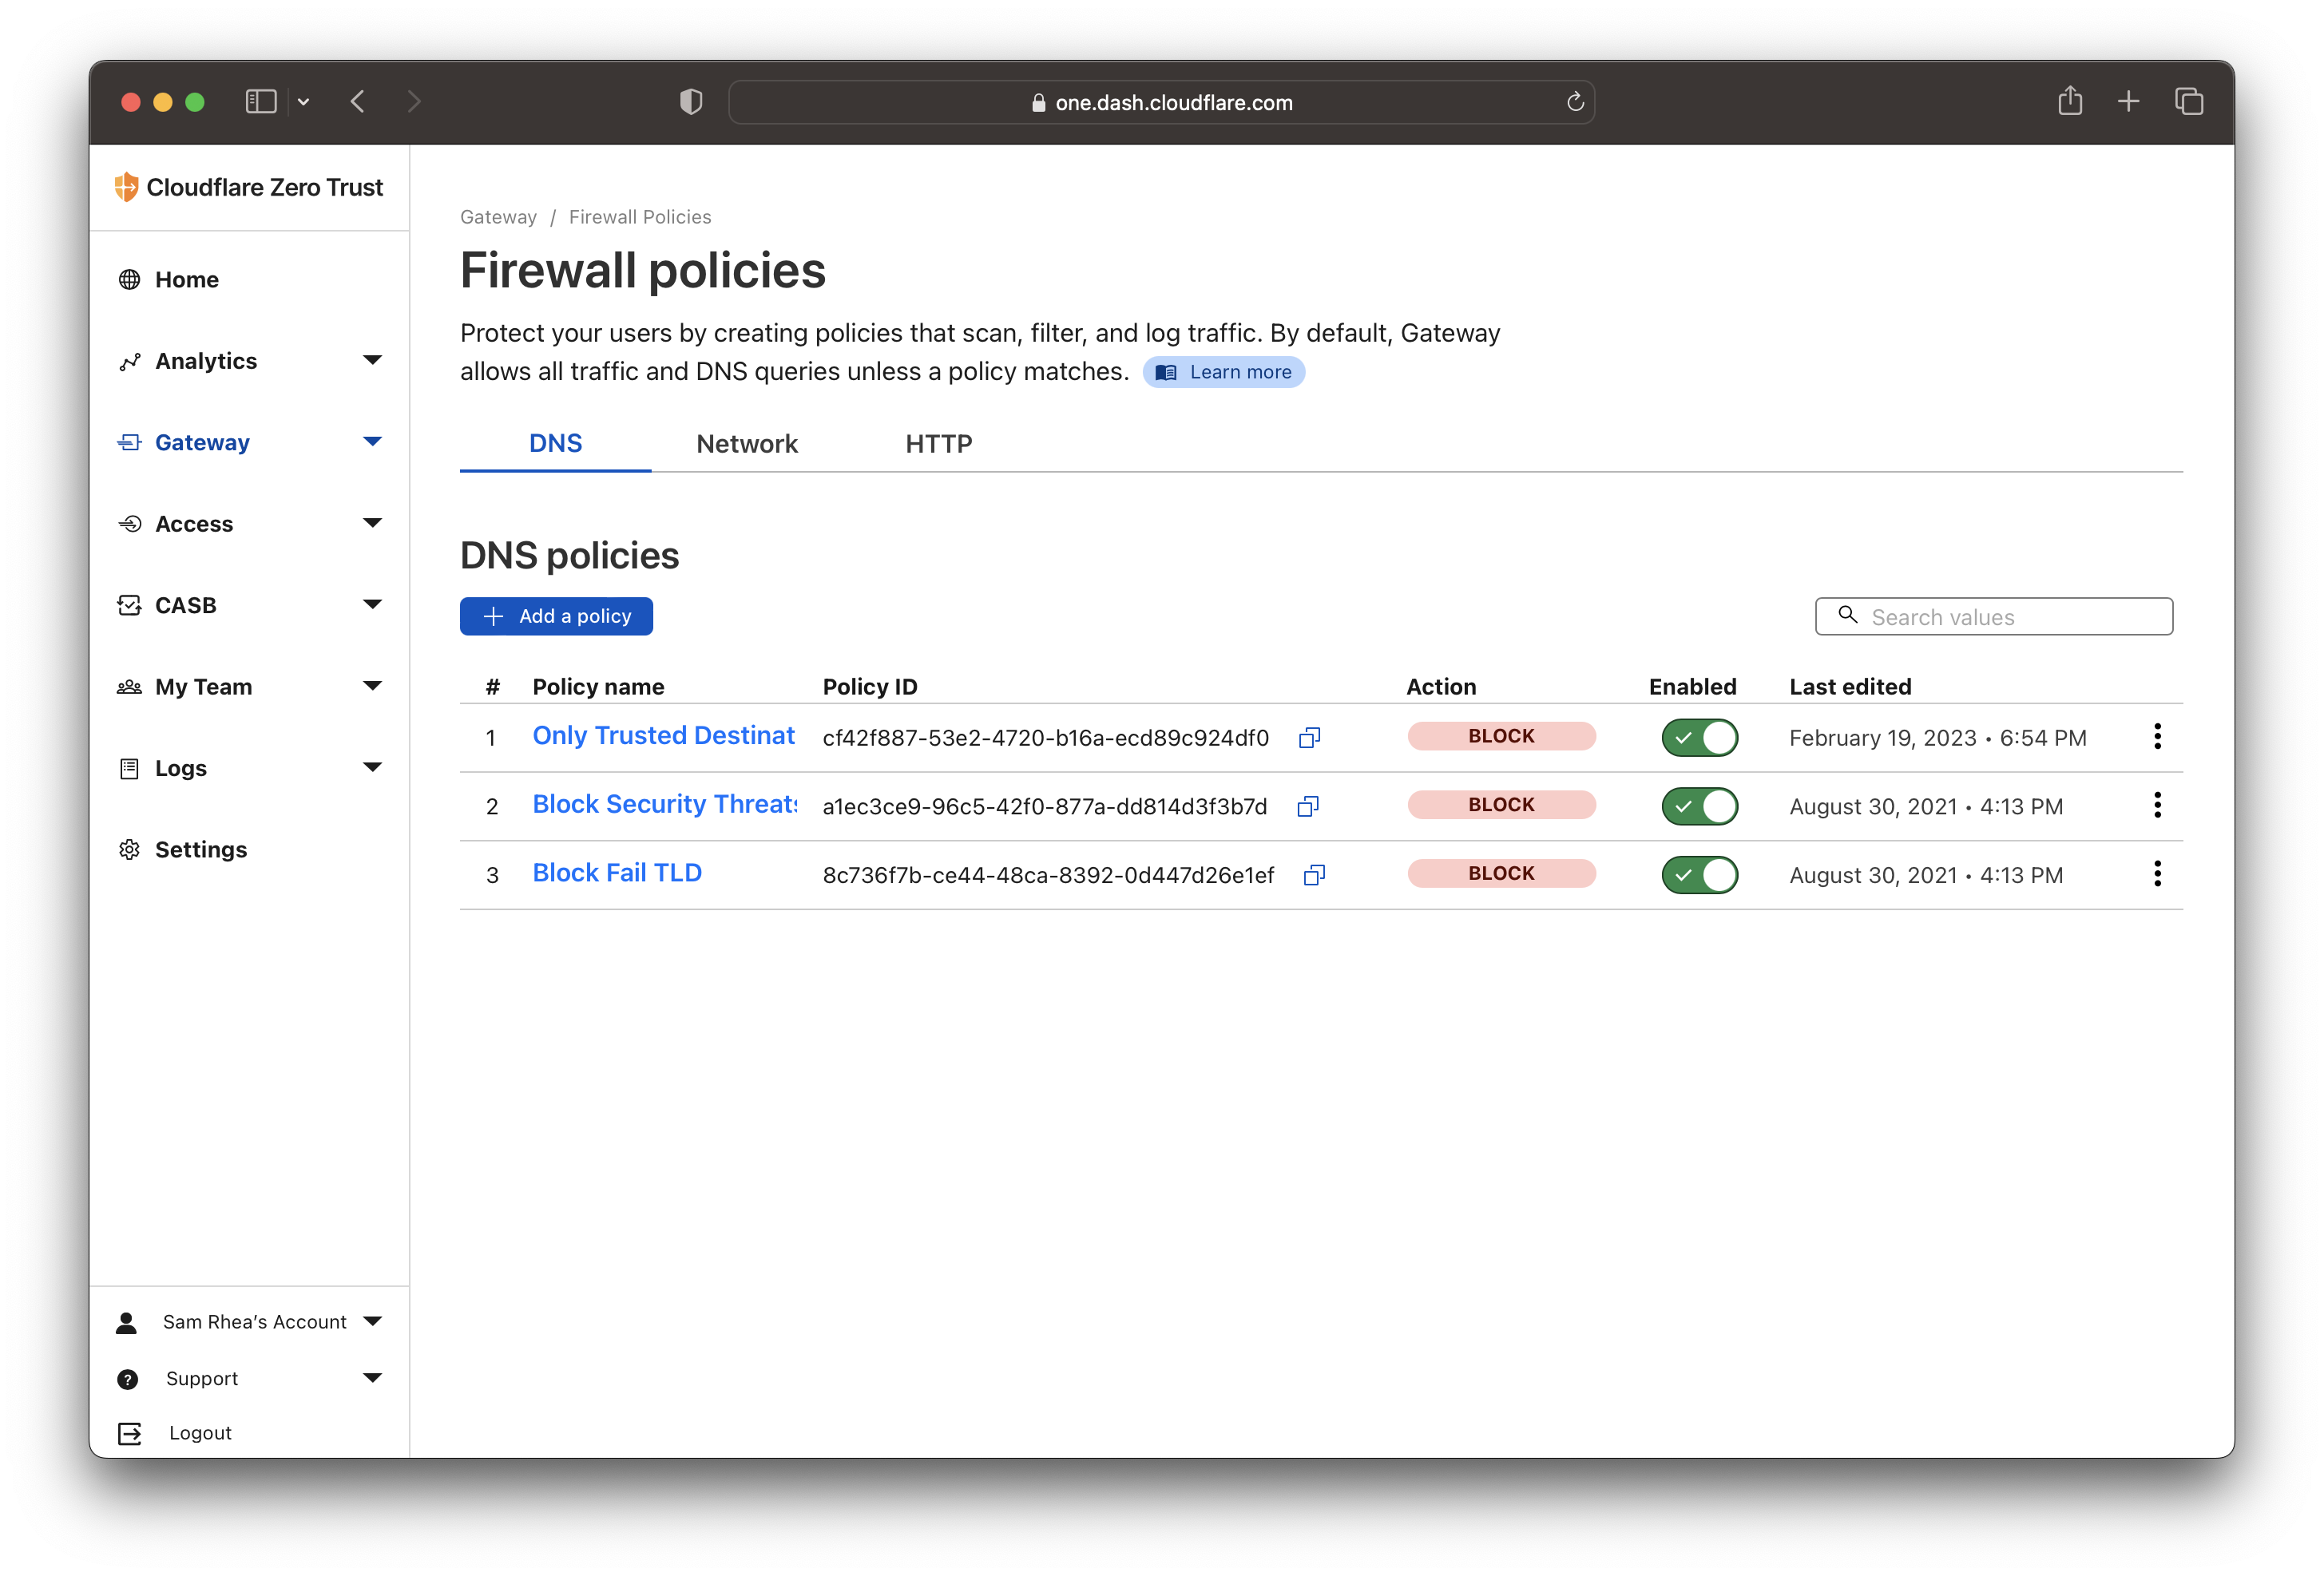 one.dash.cloudflare.com
Cloudflare Zero Trust
Home
Analytics
Gateway
Access
CASB
My Team
Logs
Settings
Sam Rhea’s Account
Support
Logout
Gateway / Firewall Policies
Firewall policies
Protect your users by creating policies that scan, filter, and log traffic. By default, Gateway
allows all traffic and DNS queries unless a policy matches. Learn more
DNS Network HTTP
DNS policies
Add a policy
Search values
# Policy name Policy ID Action Enabled Last edited
1 Only Trusted Destinat cf42f887-53e2-4720-b16a-ecd89c924df0 BLOCK February 19, 2023 • 6:54 PM
2 Block Security Threats a1ec3ce9-96c5-42f0-877a-dd814d3f3b7d BLOCK August 30, 2021 • 4:13 PM
3 Block Fail TLD 8c736f7b-ce44-48ca-8392-0d447d26e1ef BLOCK August 30, 2021 • 4:13 PM